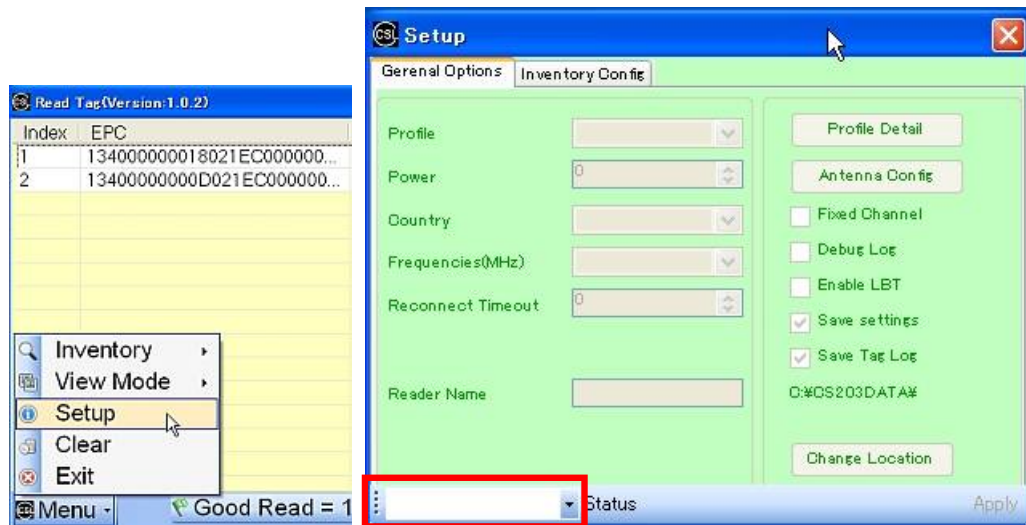 Read Tag(Version:1.0.2)
Index EPC
1 134000000018021EC000000...
2 13400000000D021EC000000...
Inventory
View Mode
Setup
Clear
Exit
Menu
Good Read = 1
CSL Setup
Gerenal Options Inventory Config
Profile
Power 0
Country
Frequencies(MHz)
Reconnect Timeout 0
Reader Name
Profile Detail
Antenna Config
Fixed Channel
Debug Log
Enable LBT
Save settings
Save Tag Log
C:¥CS203DATA¥
Change Location
Status
Apply